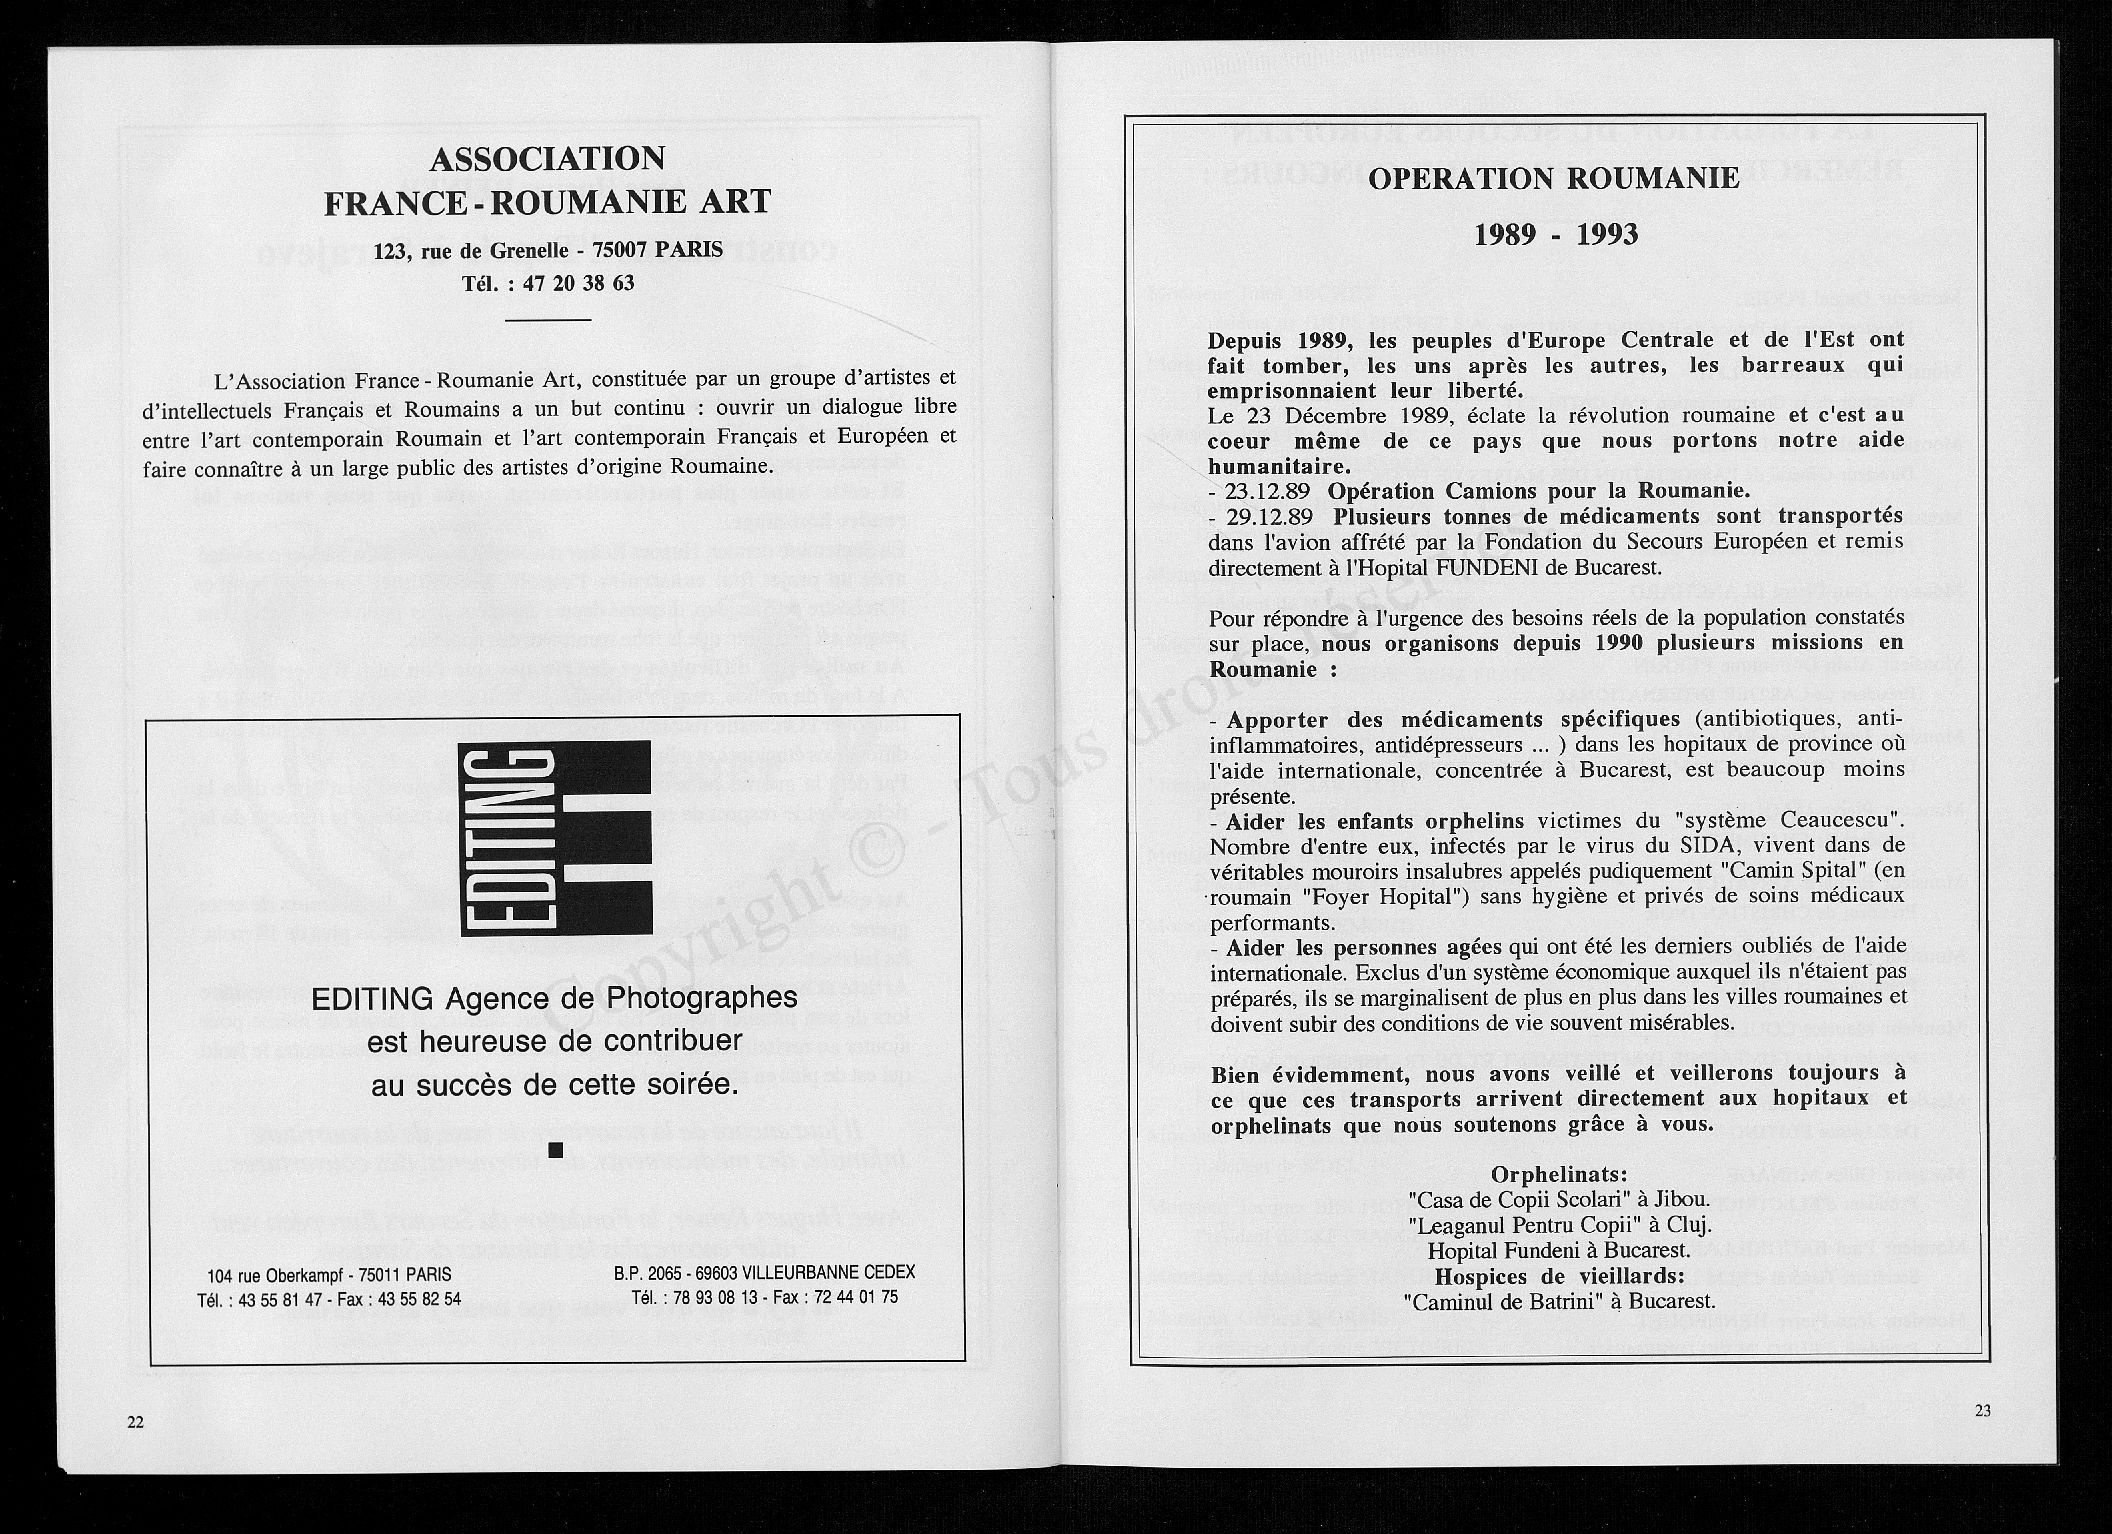 ASSOCIATION
FRANCE - ROUMANIE ART
123, rue de Grenelle - 75007 PARIS
Tél. : 47 20 38 63
L'Association France - Roumanie Art, constituée par un groupe d'artistes et
d'intellectuels Français et Roumains a un but continu : ouvrir un dialogue libre
entre l'art contemporain Roumain et l'art contemporain Français et Européen et
faire connaître à un large public des artistes d'origine Roumaine.
EDITING
EDITING Agence de Photographes
est heureuse de contribuer
au succès de cette soirée.
104 rue Oberkampf - 75011 PARIS
Tél. : 43 55 81 47 - Fax : 43 55 82 54
B.P. 2065 - 69603 VILLEURBANNE CEDEX
Tél. : 78 93 08 13 - Fax : 72 44 01 75
22
OPERATION ROUMANIE
1989 - 1993
Depuis 1989, les peuples d'Europe Centrale et de l'Est ont
fait tomber, les uns après les autres, les barreaux qui
emprisonnaient leur liberté.
Le 23 Décembre 1989, éclate la révolution roumaine et c'est au
coeur même de ce pays que nous portons notre aide
humanitaire.
- 23.12.89 Opération Camions pour la Roumanie.
- 29.12.89 Plusieurs tonnes de médicaments sont transportés
dans l'avion affrété par la Fondation du Secours Européen et remis
directement à l'Hopital FUNDENI de Bucarest.
Pour répondre à l'urgence des besoins réels de la population constatés
sur place, nous organisons depuis 1990 plusieurs missions en
Roumanie :
- Apporter des médicaments spécifiques (antibiotiques, anti-
inflammatoires, antidépresseurs ... ) dans les hopitaux de province où
l'aide internationale, concentrée à Bucarest, est beaucoup moins
présente.
- Aider les enfants orphelins victimes du "système Ceaucescu".
Nombre d'entre eux, infectés par le virus du SIDA, vivent dans de
véritables mouroirs insalubres appelés pudiquement "Camin Spital" (en
roumain "Foyer Hopital") sans hygiène et privés de soins médicaux
performants.
- Aider les personnes agées qui ont été les derniers oubliés de l'aide
internationale. Exclus d'un système économique auxquel ils n'étaient pas
préparés, ils se marginalisent de plus en plus dans les villes roumaines et
doivent subir des conditions de vie souvent misérables.
Bien évidemment, nous avons veillé et veillerons toujours à
ce que ces transports arrivent directement aux hopitaux et
orphelinats que nous soutenons grâce à vous.
Orphelinats:
"Casa de Copii Scolari" à Jibou.
"Leaganul Pentru Copii" à Cluj.
Hopital Fundeni à Bucarest.
Hospices de vieillards:
"Caminul de Batrini" à Bucarest.
23
Copyright © - Tous droits